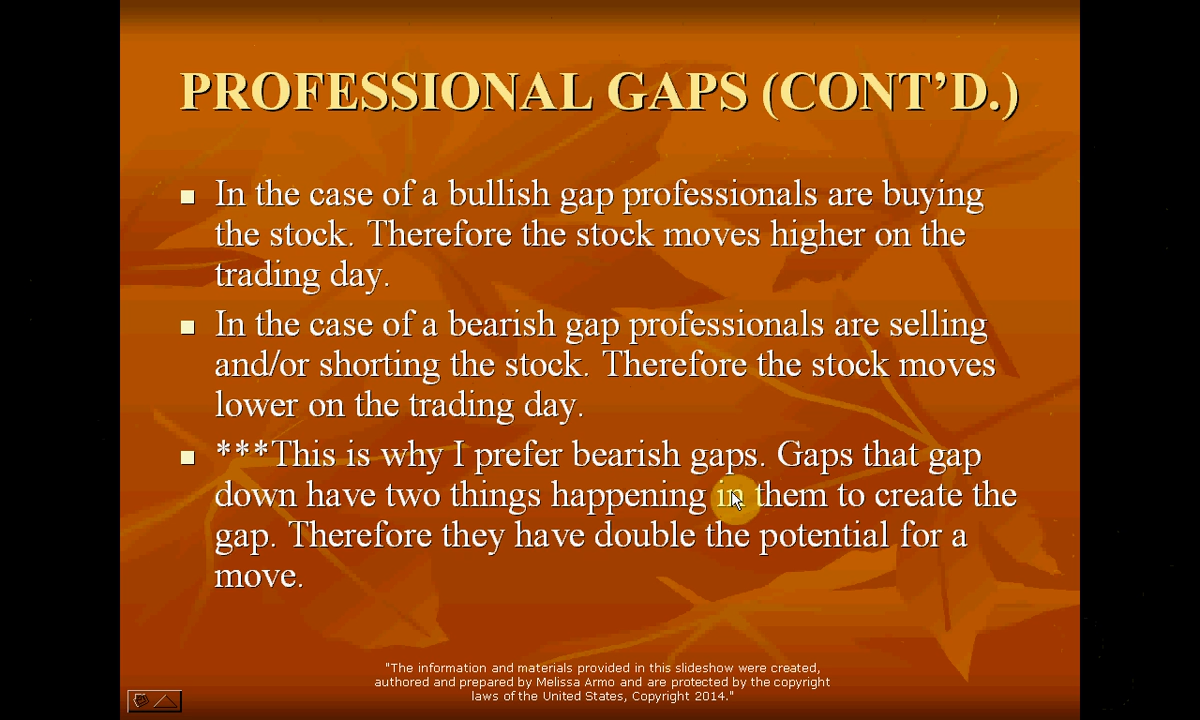 PROFESSIONAL GAPS (CONT’D.)
In the case of a bullish gap professionals are buying
the stock. Therefore the stock moves higher on the
trading day.
In the case of a bearish gap professionals are selling
and/or shorting the stock. Therefore the stock moves
lower on the trading day.
***This is why I prefer bearish gaps. Gaps that gap
down have two things happening in them to create the
gap. Therefore they have double the potential for a
move.
"The information and materials provided in this slideshow were created,
authored and prepared by Melissa Armo and are protected by the copyright
laws of the United States, Copyright 2014."